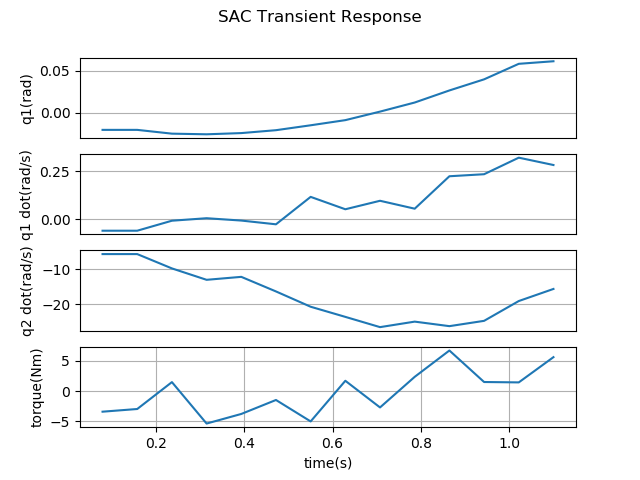 SAC Transient Response
q1(rad)
0.05
0.00
q1 dot(rad/s)
0.25
0.00
q2 dot(rad/s)
−10
−20
torque(Nm)
5
0
−5
0.2 0.4 0.6 0.8 1.0
time(s)